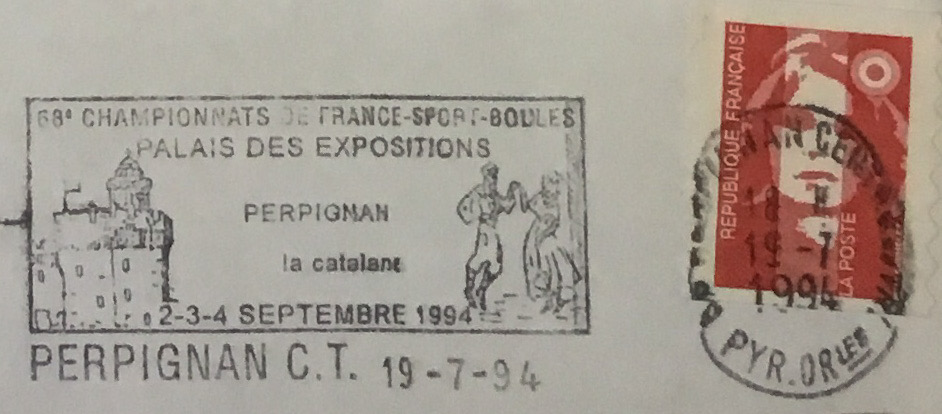 68e CHAMPIONNATS DE FRANCE-SPORT-BOULES
PALAIS DES EXPOSITIONS
PERPIGNAN
la catalane
2-3-4 SEPTEMBRE 1994
PERPIGNAN C.T. 19-7-94
REPUBLIQUE FRANÇAISE
LA POSTE
19-7
1994
PYR.ORles